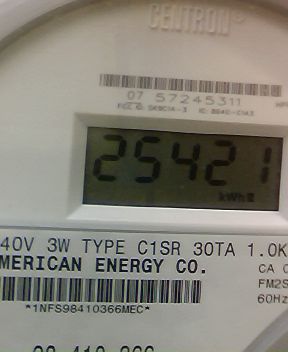 CENTRON®
07 57245311
25421
kWh
40V 3W TYPE C1SR 30TA 1.0K
MERICAN ENERGY CO.
CA
FM2S
60Hz
*1NFS98410366MEC*